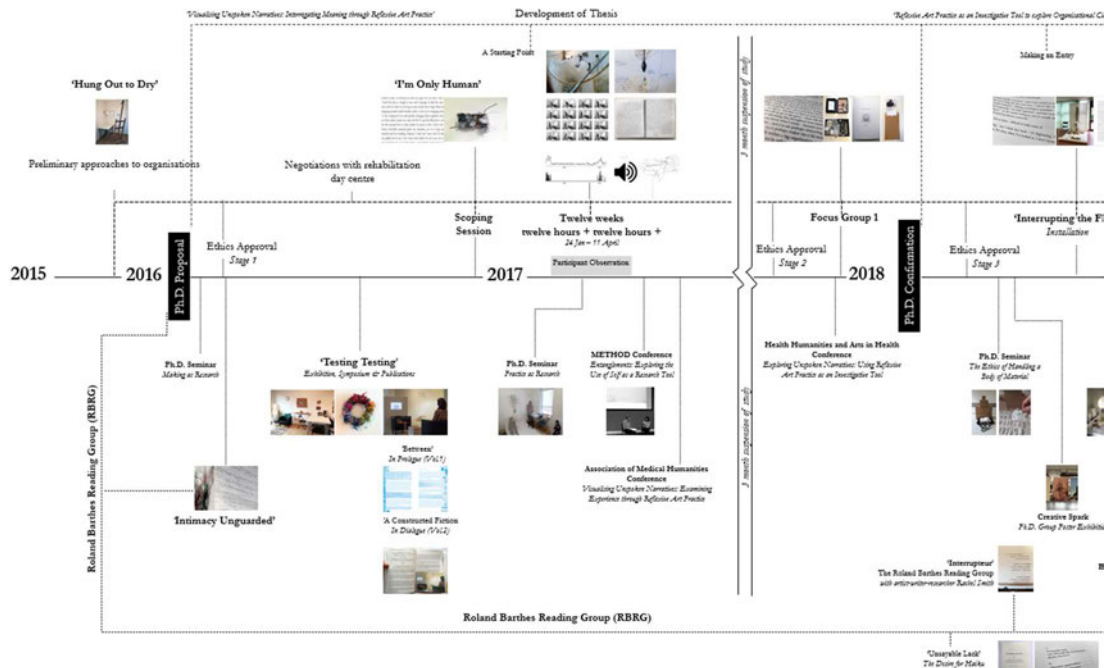 'Visualising Unspoken Narratives: Interrogating Meaning through Reflexive Art Practice'
Development of Thesis
'Reflexive Art Practice as an Investigative Tool to explore Organisational
A Starting Point
Making an Entry
'Hung Out to Dry'
'I'm Only Human'
Preliminary approaches to organisations
Negotiations with rehabilitation
day centre
3 month suspension of study
Scoping
Session
Twelve weeks
twelve hours + twelve hours +
24 Jan – 11 April
Participant Observation
Focus Group 1
'Interrupting the
Installation
Ethics Approval
Stage 1
Ethics Approval
Stage 2
Ethics Approval
Stage 3
2015
2016
Ph.D. Proposal
2017
2018
Ph.D. Confirmation
Ph.D. Seminar
Making as Research
'Testing Testing'
Exhibition, Symposium & Publications
Ph.D. Seminar
Practice as Research
METHOD Conference
Entanglements: Exploring the
Use of Self as a Research Tool
Health Humanities and Arts in Health
Conference
Exploring Unspoken Narratives: Using Reflexive
Art Practice as an Investigative Tool
Ph.D. Seminar
The Ethics of Handling a
Body of Material
3 month suspension of study
Roland Barthes Reading Group (RBRG)
'Between'
In Prologue (Vol.1)
'Intimacy Unguarded'
'A Constructed Fiction
In Dialogue (Vol.2)
Association of Medical Humanities
Conference
Visualising Unspoken Narratives: Examining
Experience through Reflexive Art Practice
Creative Spark
Ph.D. Group Poster
'Interrupteur'
The Roland Barthes Reading Group
with artist-writer-researcher Rachel Smith
Roland Barthes Reading Group (RBRG)
'Unsayable Lack'
The Desire for Haiku